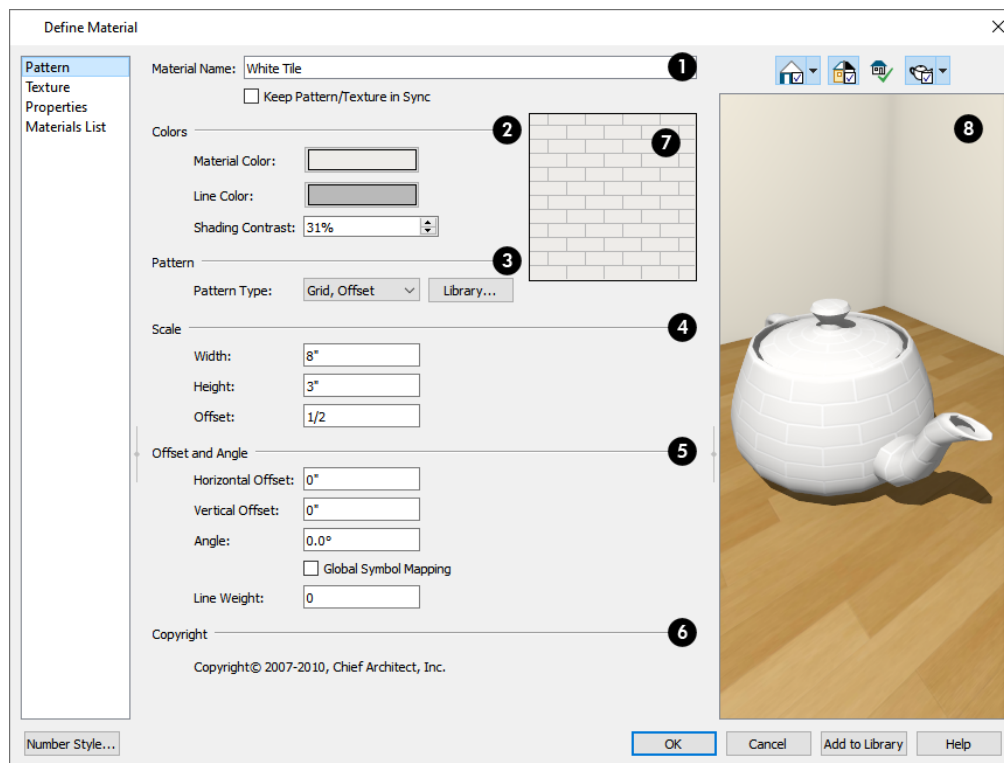 Define Material
Pattern
Texture
Properties
Materials List
Material Name: White Tile 1
Keep Pattern/Texture in Sync
Colors 2
Material Color:
Line Color:
Shading Contrast: 31%
Pattern 3
Pattern Type: Grid, Offset Library...
Scale 4
Width: 8"
Height: 3"
Offset: 1/2
Offset and Angle 5
Horizontal Offset: 0"
Vertical Offset: 0"
Angle: 0.0°
Global Symbol Mapping
Line Weight: 0
Copyright 6
Copyright© 2007-2010, Chief Architect, Inc.
7
8
Number Style... OK Cancel Add to Library Help